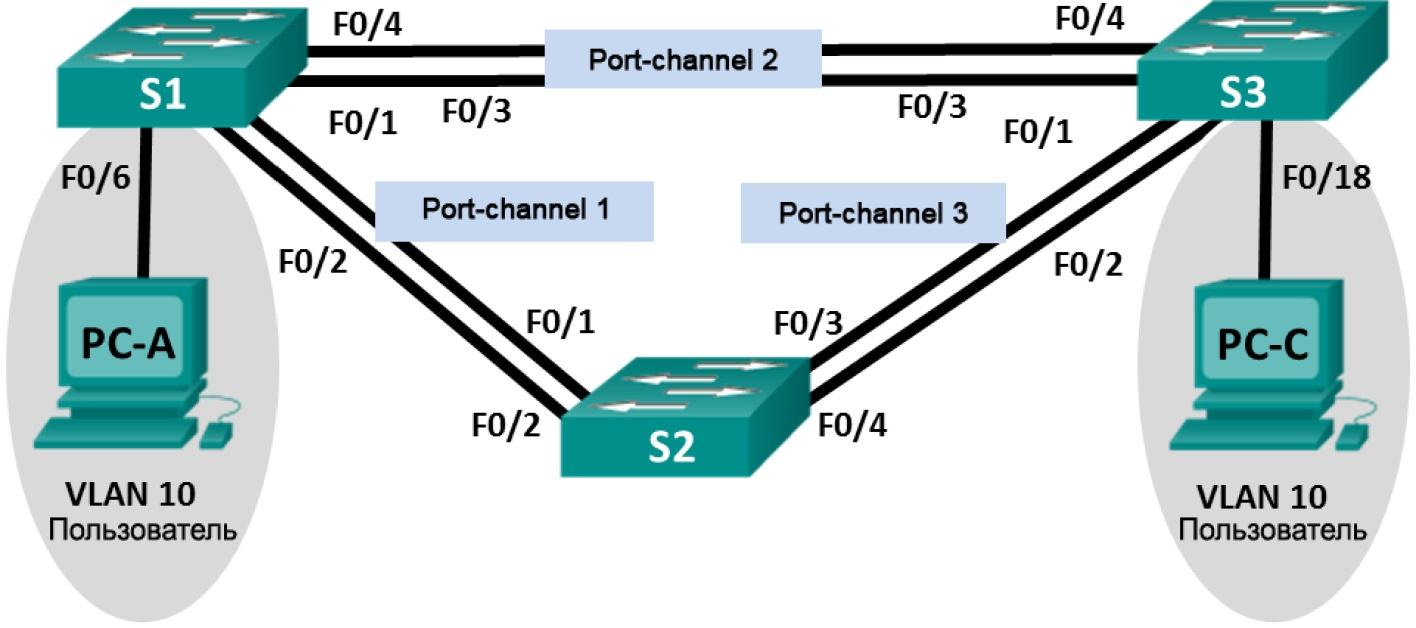 F0/4
F0/4
Port-channel 2
S1
S3
F0/3
F0/3
F0/1
F0/1
F0/6
F0/18
Port-channel 1
Port-channel 3
F0/2
F0/2
F0/1
F0/3
PC-A
PC-C
F0/2
F0/4
S2
VLAN 10
Пользователь
VLAN 10
Пользователь